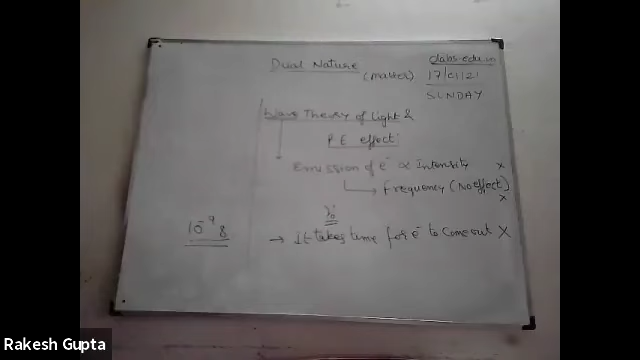 Dual Nature
(Matter)
olabs.edu.in
17/01/21
SUNDAY
Wave Theory of Light &
P E effect:
Emission of e⁻ ∝ Intensity ×
→ Frequency (No effect)
×
→ It takes time for e⁻ to come out ×
10⁻⁹ s
Rakesh Gupta